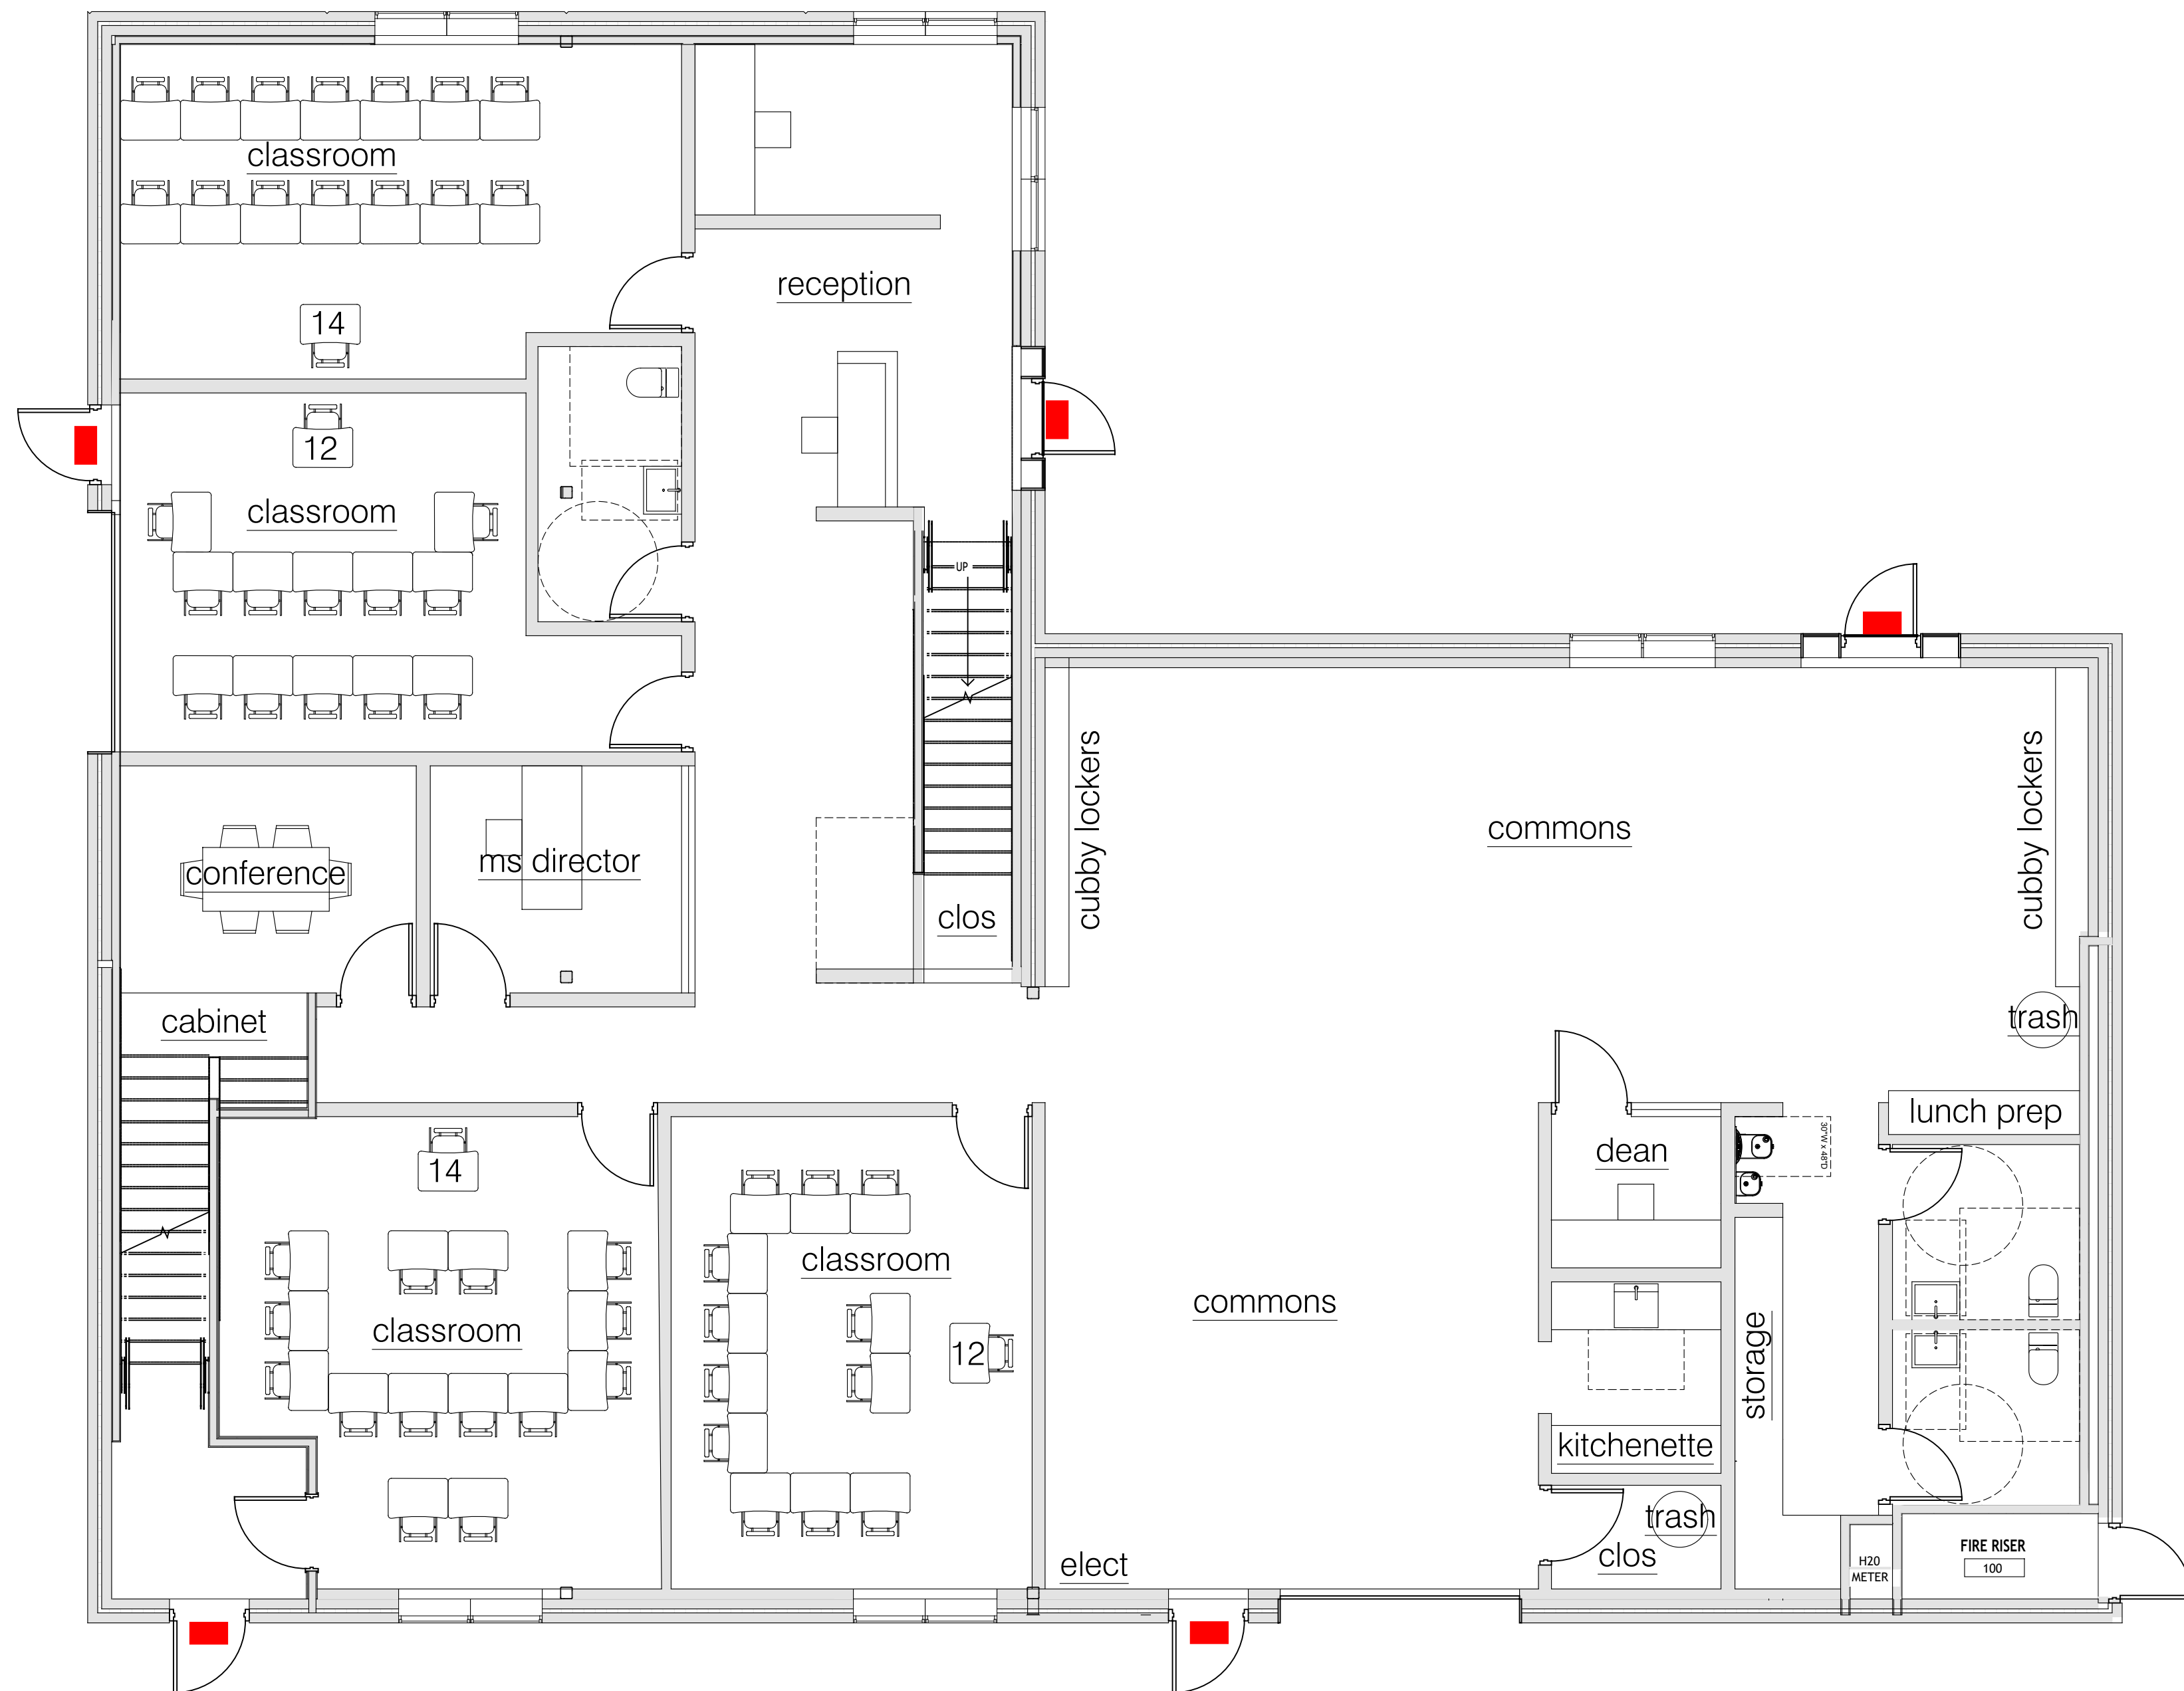 classroom
14
reception
12
classroom
UP
conference
ms director
clos
cubby lockers
commons
cubby lockers
cabinet
trash
lunch prep
dean
30"W x 48"D
14
classroom
classroom
12
commons
storage
kitchenette
trash
clos
elect
H20
METER
FIRE RISER
100